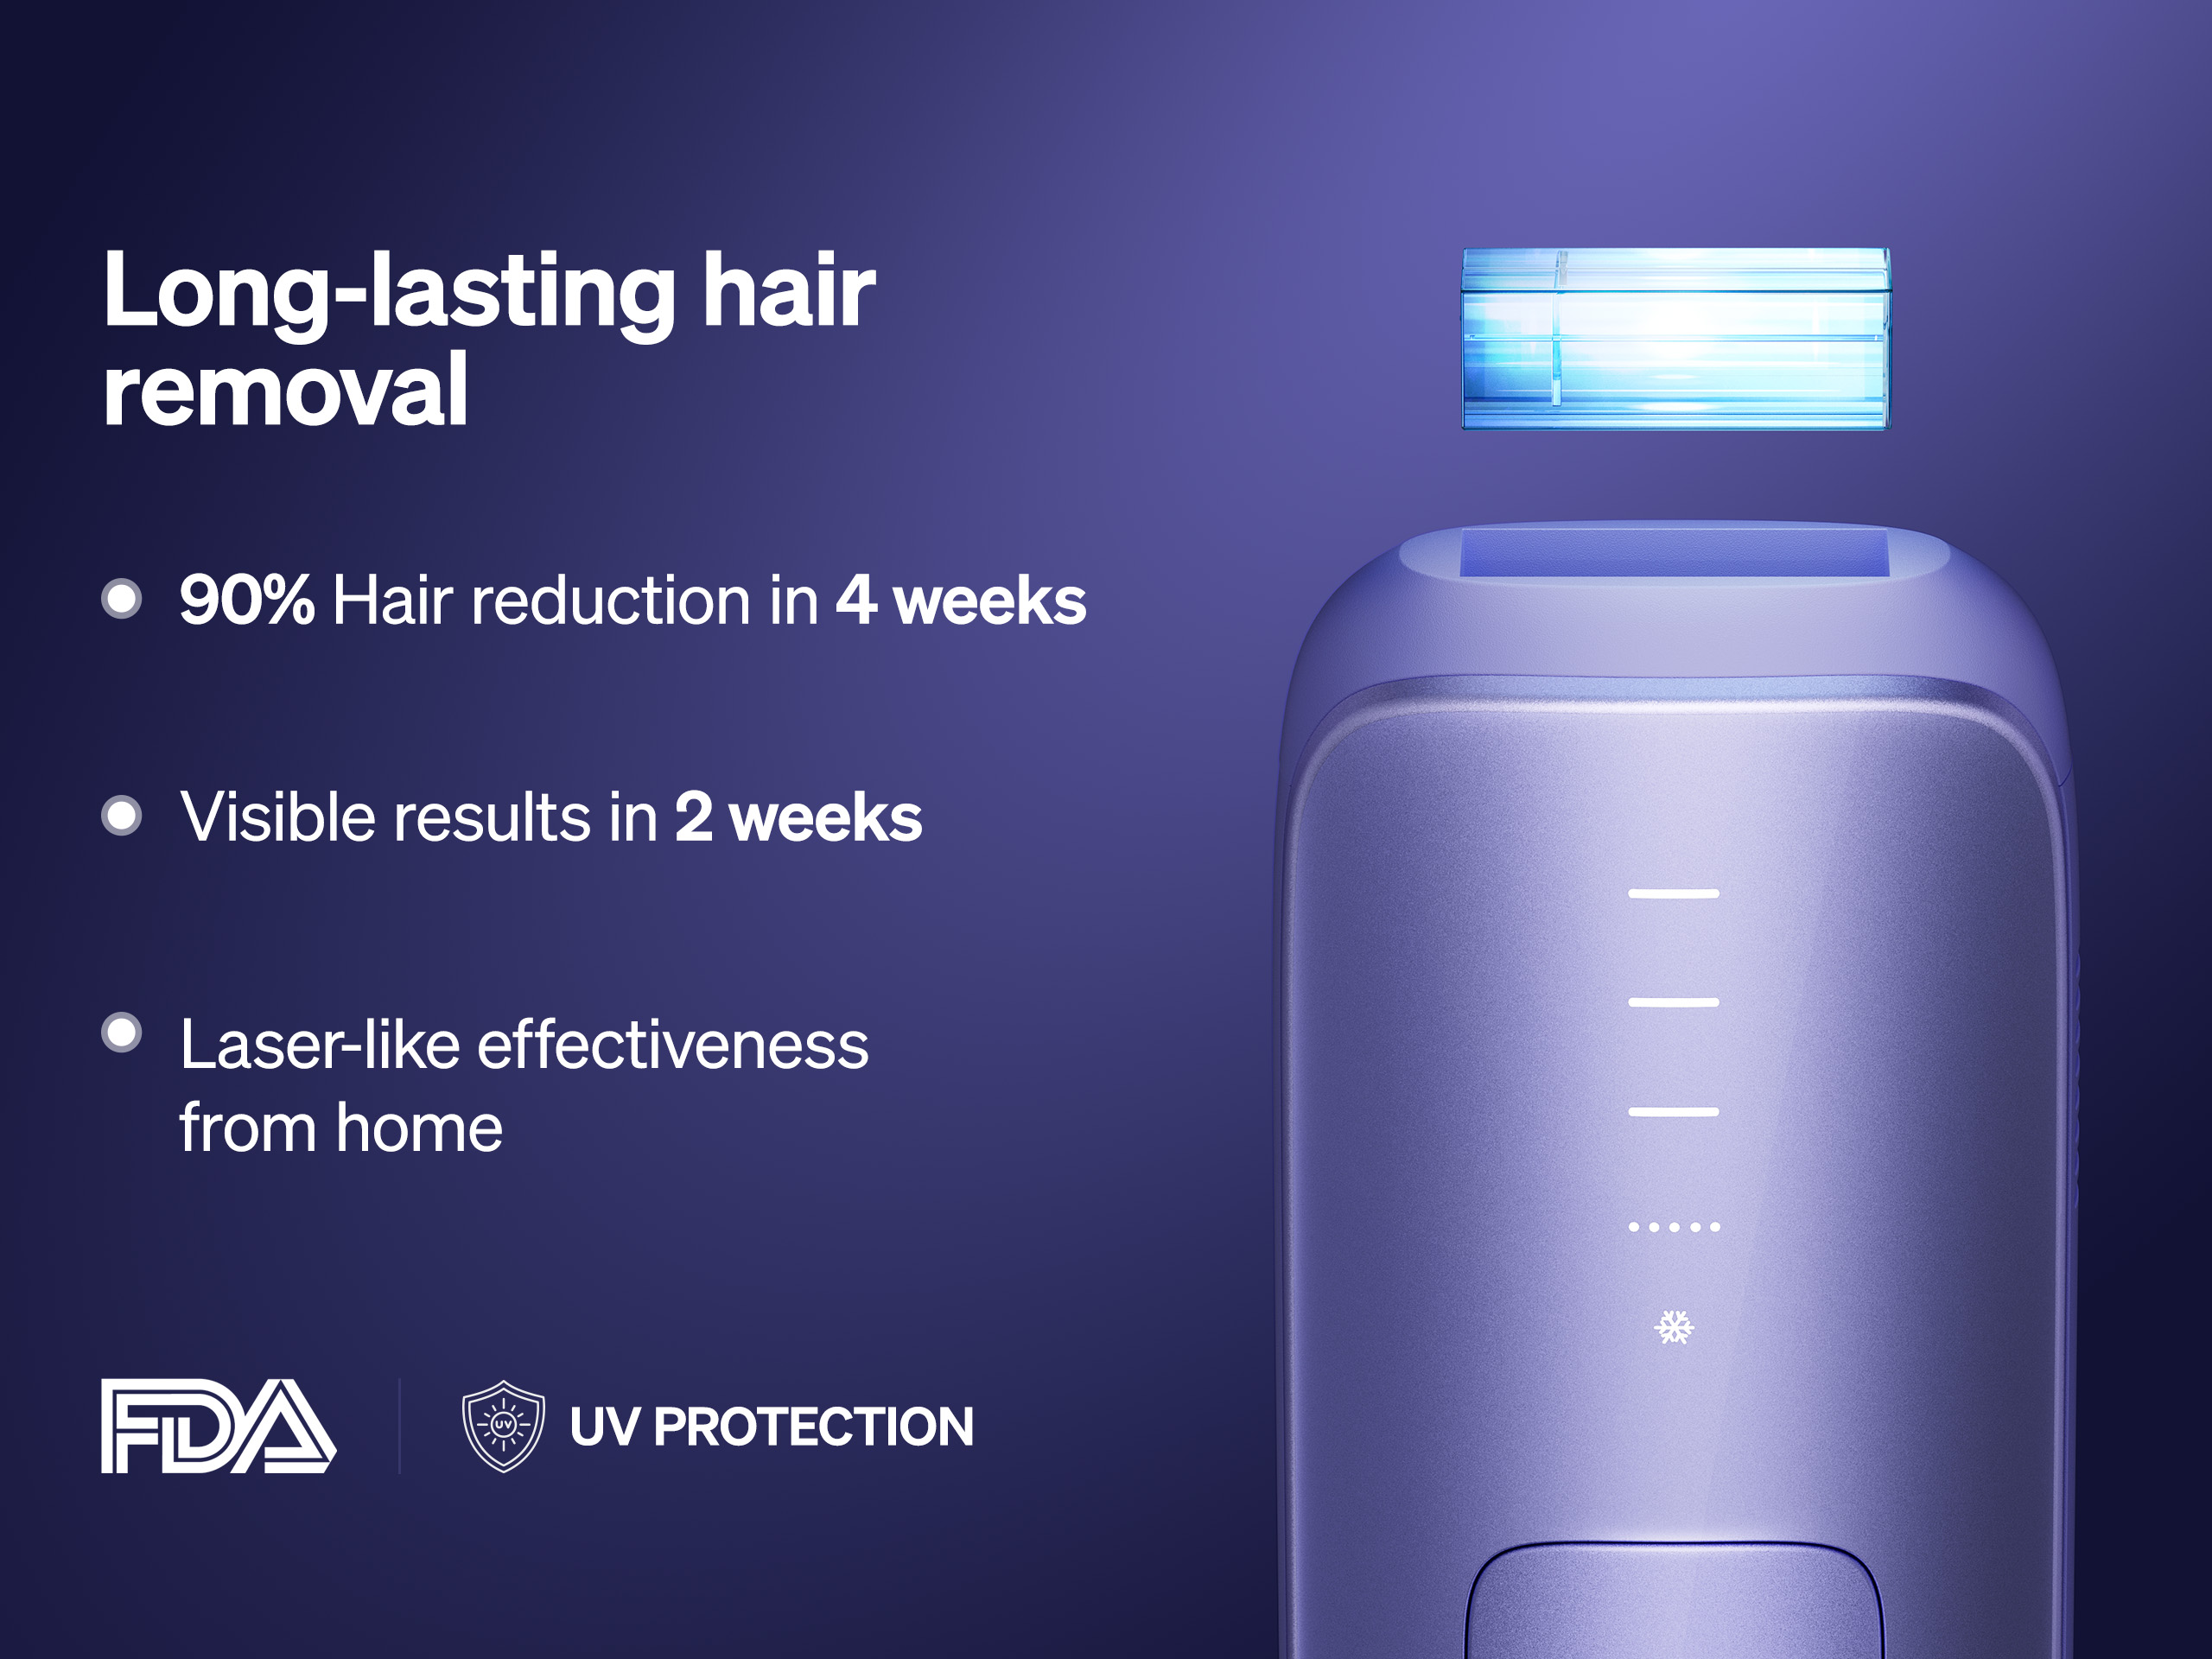 Long-lasting hair
removal
90% Hair reduction in 4 weeks
Visible results in 2 weeks
Laser-like effectiveness
from home
FDA
UV
UV PROTECTION